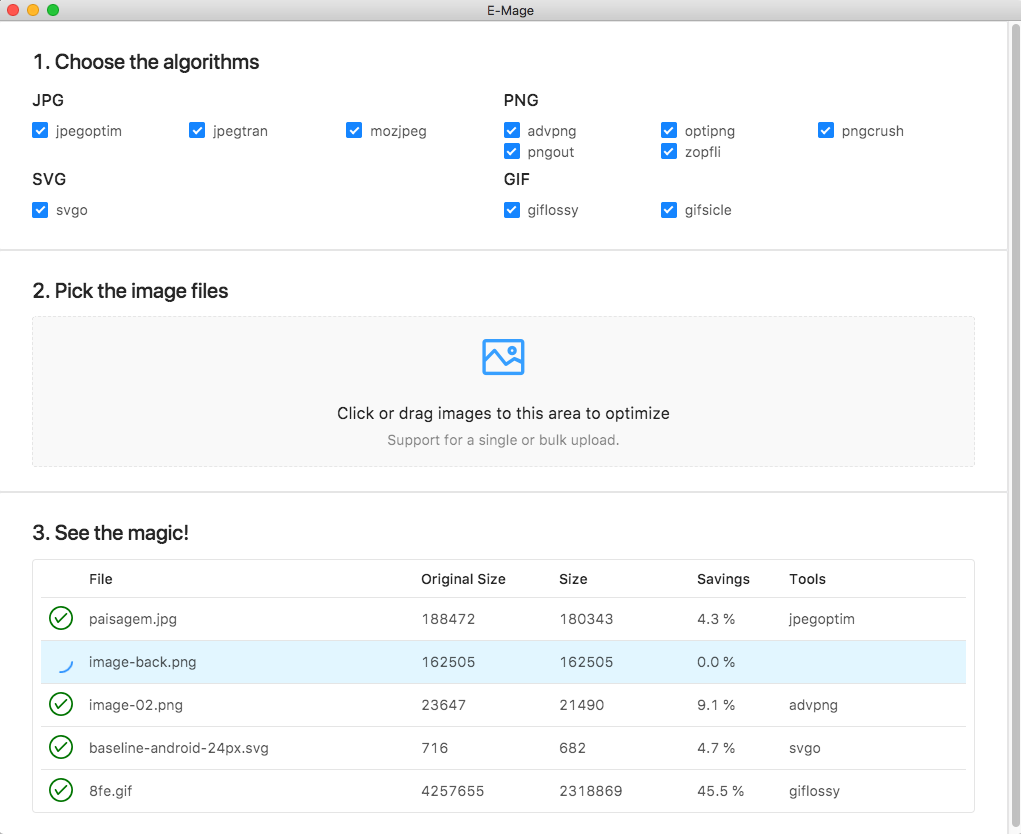 E-Mage
1. Choose the algorithms
JPG
jpegoptim jpegtran mozjpeg
PNG
advpng optipng pngcrush
pngout zopfli
SVG
svgo
GIF
giflossy gifsicle
2. Pick the image files
Click or drag images to this area to optimize
Support for a single or bulk upload.
3. See the magic!
File Original Size Size Savings Tools
paisagem.jpg 188472 180343 4.3 % jpegoptim
image-back.png 162505 162505 0.0 %
image-02.png 23647 21490 9.1 % advpng
baseline-android-24px.svg 716 682 4.7 % svgo
8fe.gif 4257655 2318869 45.5 % giflossy